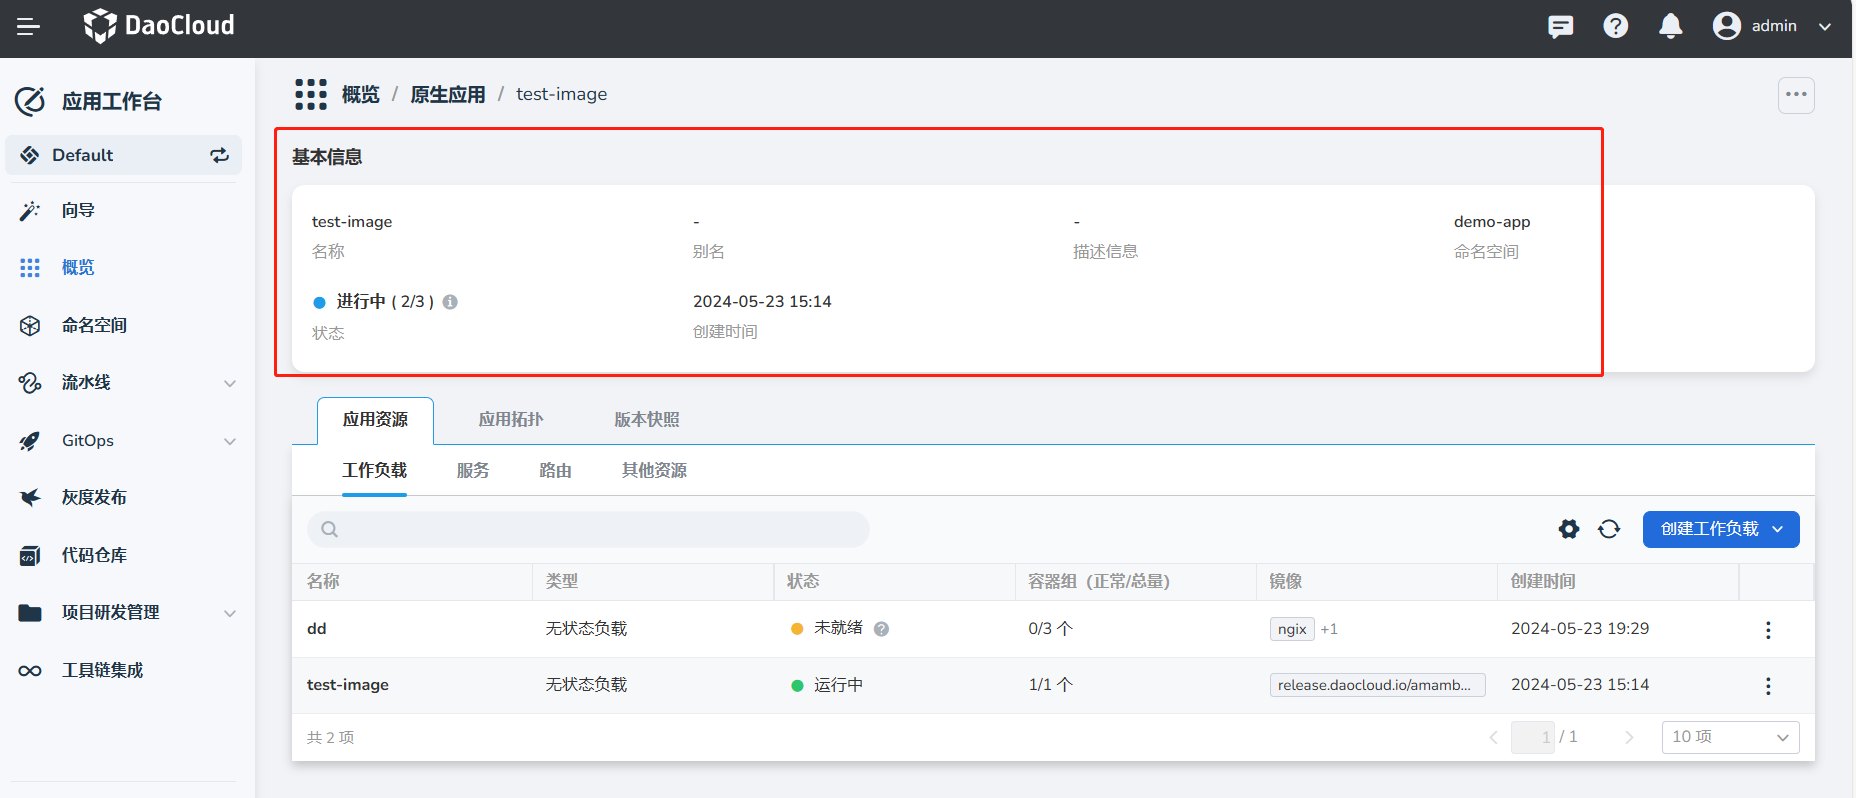 DaoCloud
admin
应用工作台
Default
向导
概览
命名空间
流水线
GitOps
灰度发布
代码仓库
项目研发管理
工具链集成
概览 / 原生应用 / test-image
基本信息
test-image - - demo-app
名称 别名 描述信息 命名空间
进行中 ( 2/3 ) 2024-05-23 15:14
状态 创建时间
应用资源 应用拓扑 版本快照
工作负载 服务 路由 其他资源
创建工作负载
名称 类型 状态 容器组（正常/总量） 镜像 创建时间
dd 无状态负载 未就绪 0/3 个 ngix +1 2024-05-23 19:29
test-image 无状态负载 运行中 1/1 个 release.daocloud.io/amamb... 2024-05-23 15:14
共 2 项 1 / 1 10 项